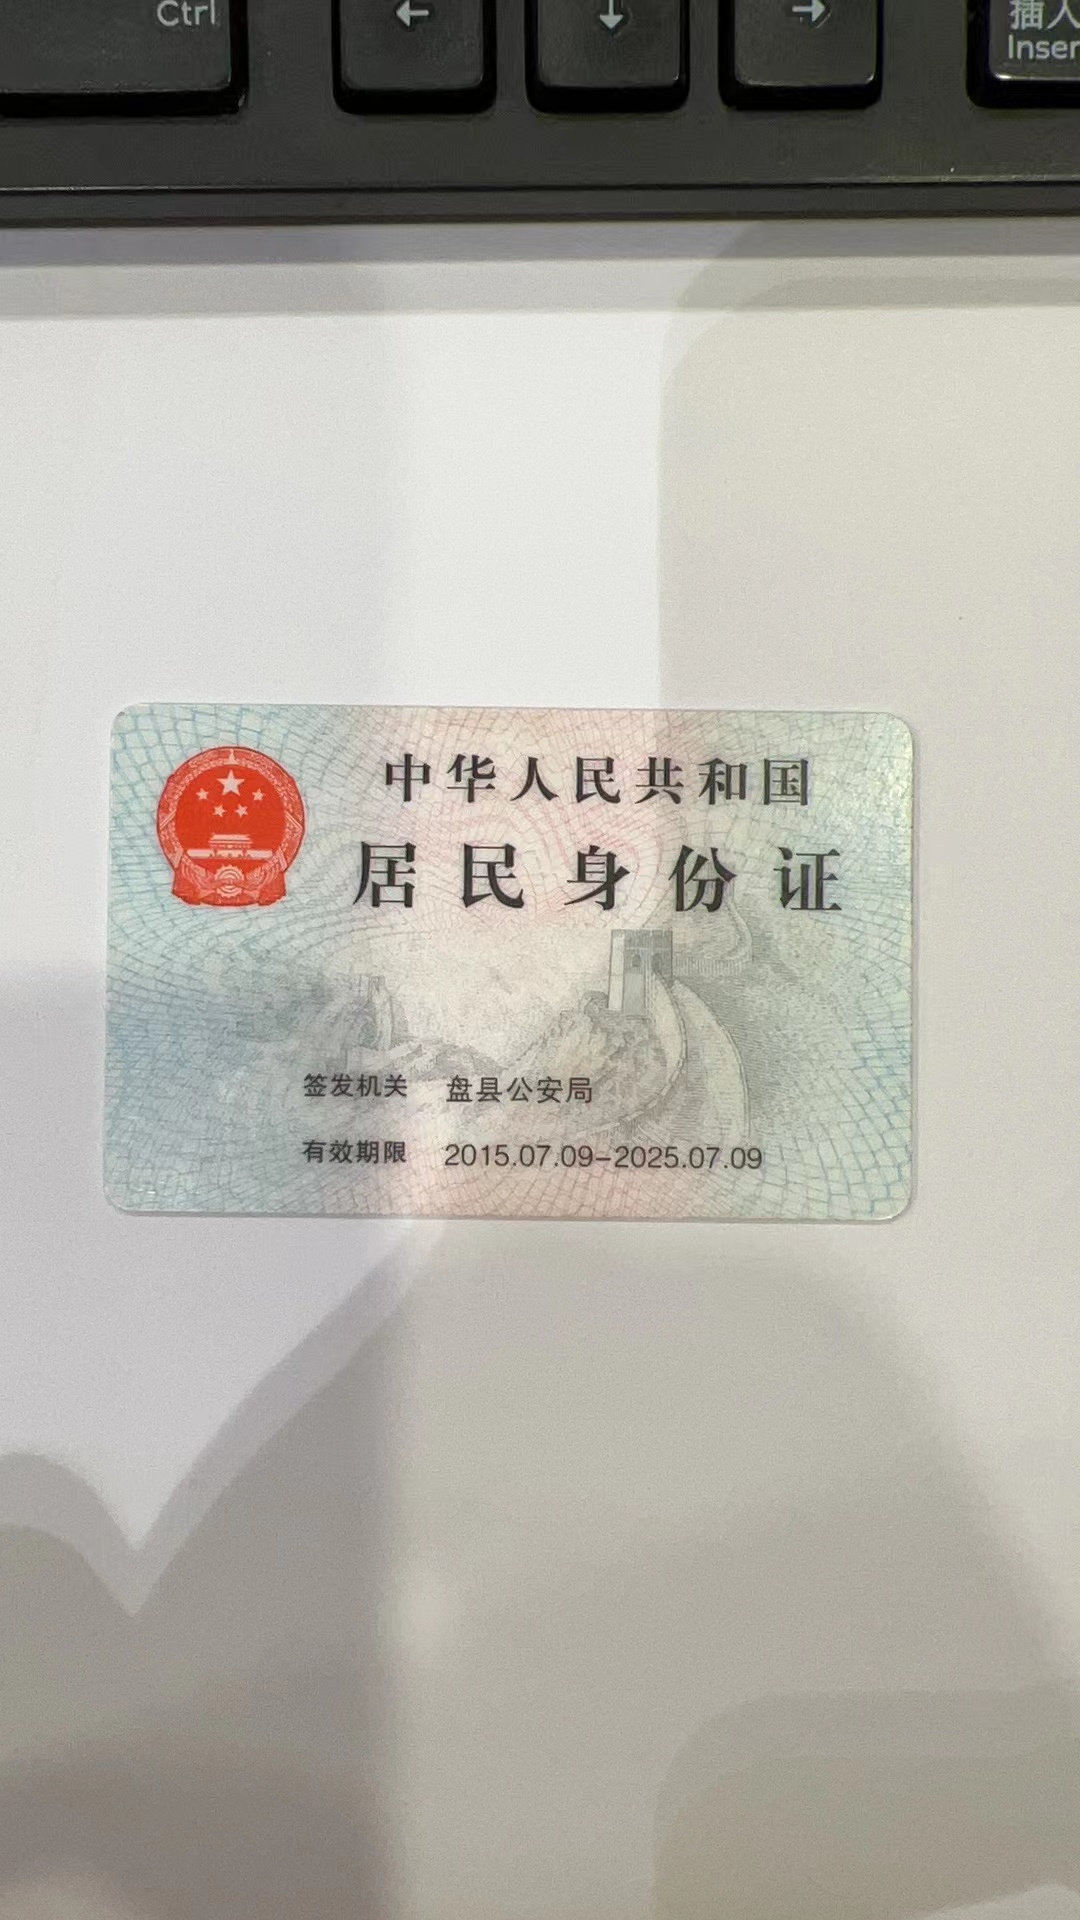 Ctrl
←
↓
→
插入
Inser
中华人民共和国
居民身份证
签发机关 盘县公安局
有效期限 2015.07.09-2025.07.09